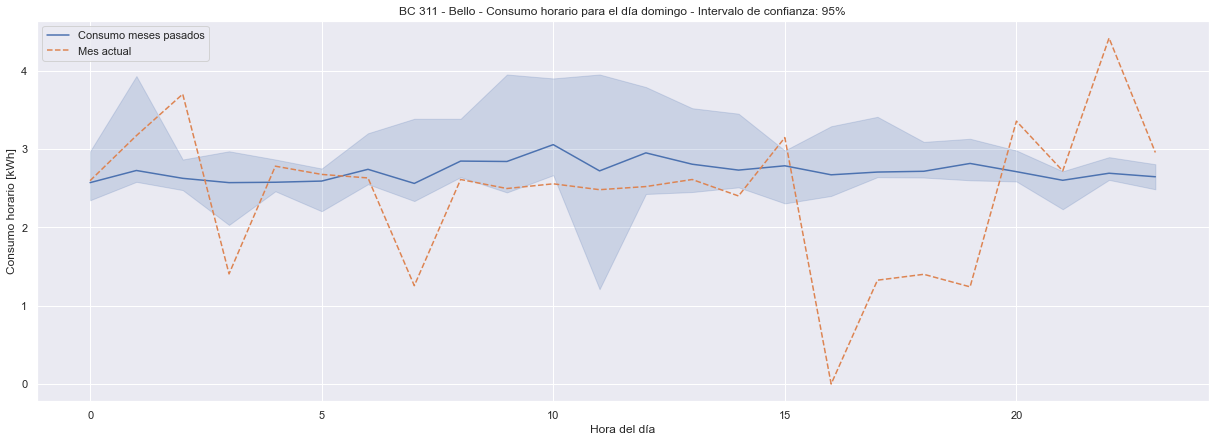 BC 311 - Bello - Consumo horario para el día domingo - Intervalo de confianza: 95%
Consumo meses pasados
Mes actual
Consumo horario [kWh]
4
3
2
1
0
0
5
10
15
20
Hora del día